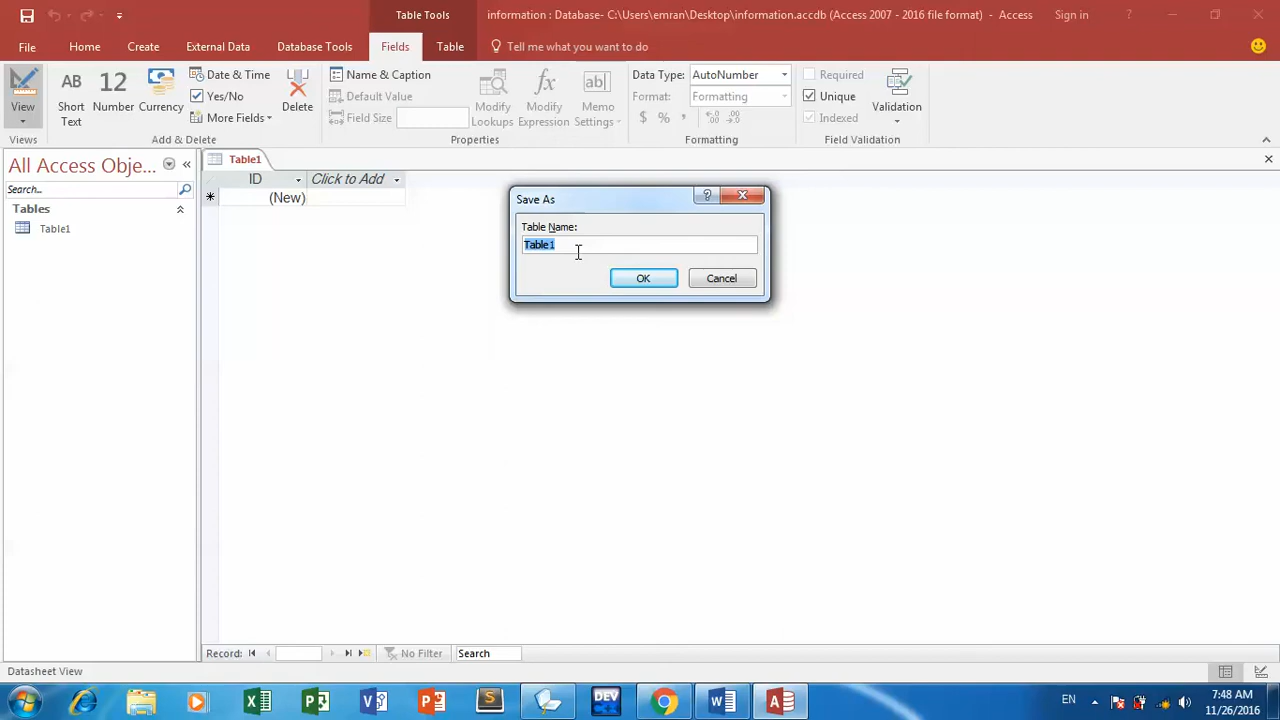 Table Tools
information : Database- C:\Users\emran\Desktop\information.accdb (Access 2007 - 2016 file format) - Access
Sign in
?
File
Home
Create
External Data
Database Tools
Fields
Table
Tell me what you want to do
View
Views
AB
Short Text
12
Number
Currency
Date & Time
Yes/No
More Fields
Delete
Add & Delete
Name & Caption
Default Value
Field Size
Modify Lookups
fx
Modify Expression
ab
Memo Settings
Properties
Data Type: AutoNumber
Format: Formatting
$ % ,
Formatting
Required
Unique
Indexed
Validation
Field Validation
All Access Obje...
Search...
Tables
Table1
Table1
ID
Click to Add
(New)
Save As
?
Table Name:
Table1
OK
Cancel
Record:
No Filter
Search
Datasheet View
DEV
EN
7:48 AM
11/26/2016